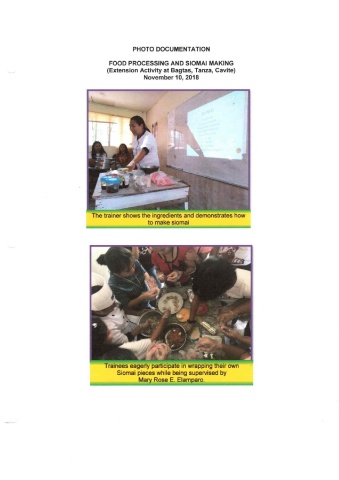 PHOTO DOCUMENTATION
FOOD PROCESSING AND SIOMAI MAKING
(Extension Activity at Bagtas, Tanza, Cavite)
November 10, 2018
The trainer shows the ingredients and demonstrates how
to make siomai
Trainees eagerly participate in wrapping their own
Siomai pieces while being supervised by
Mary Rose E. Elamparo.